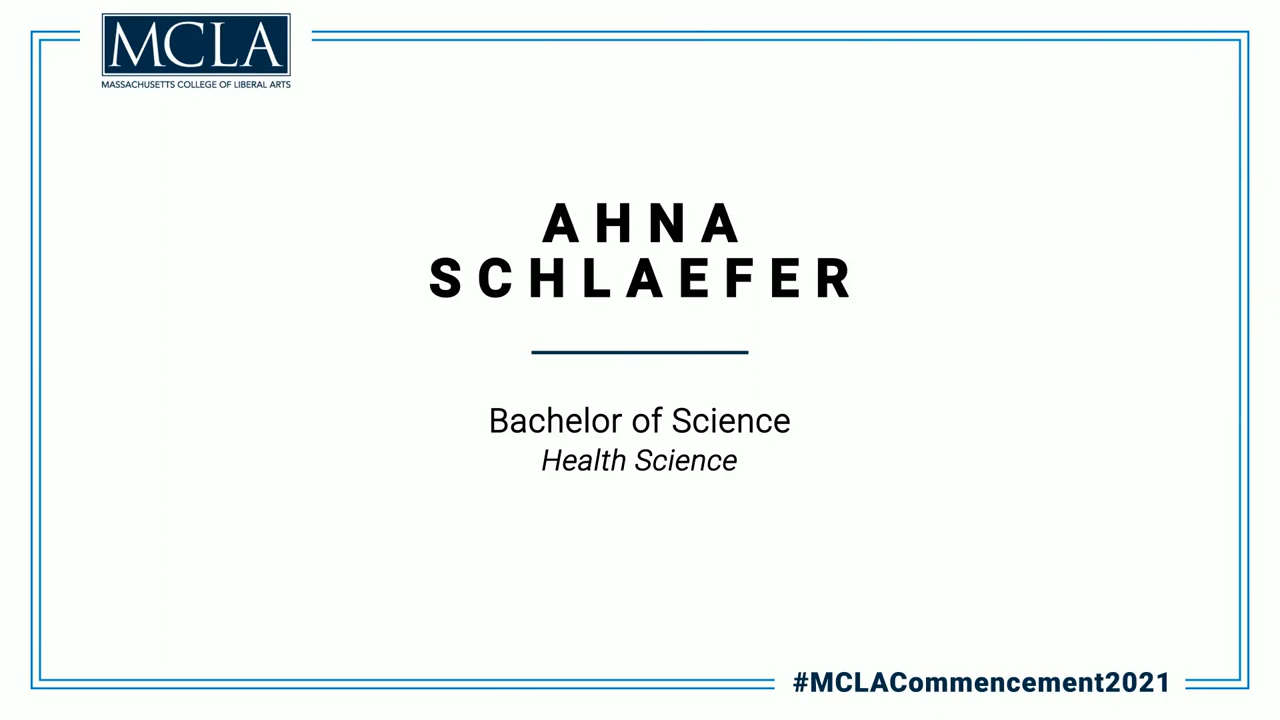 MCLA
MASSACHUSETTS COLLEGE OF LIBERAL ARTS
AHNA
SCHLAEFER
Bachelor of Science
Health Science
#MCLACommencement2021